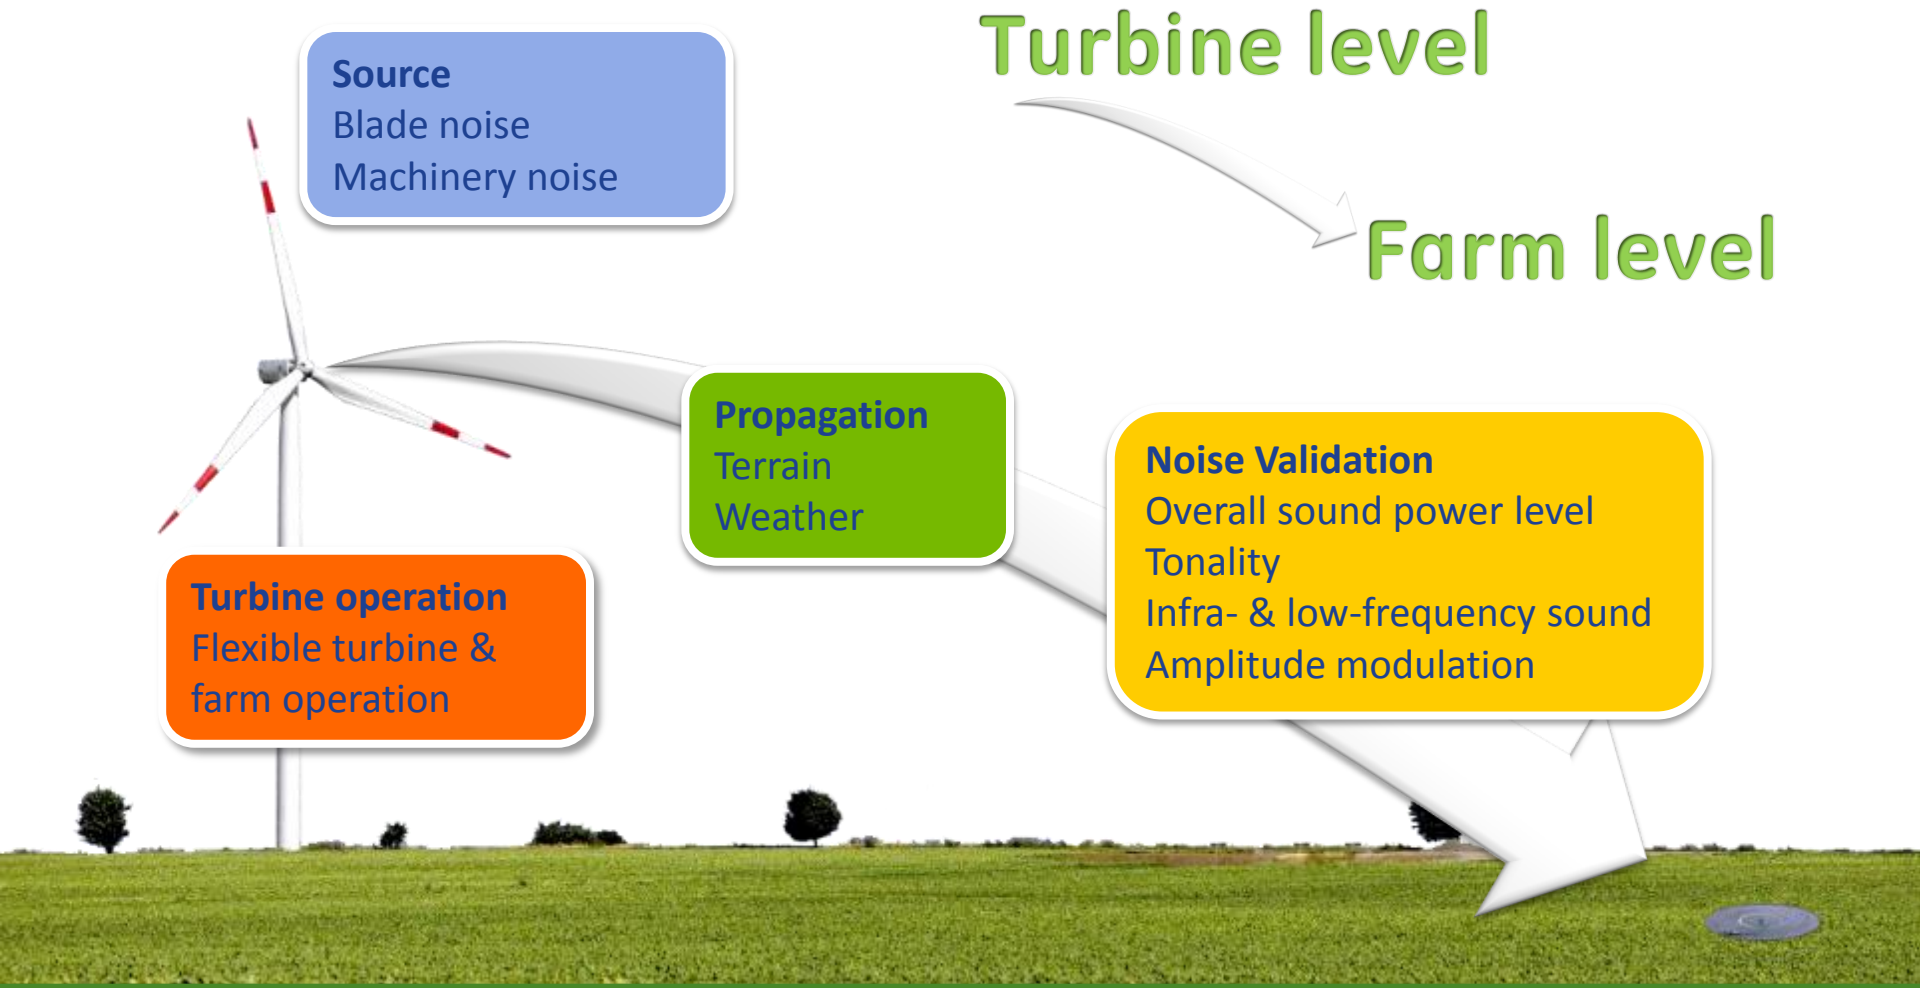 Turbine level
Farm level
Source
Blade noise
Machinery noise
Propagation
Terrain
Weather
Noise Validation
Overall sound power level
Tonality
Infra- & low-frequency sound
Amplitude modulation
Turbine operation
Flexible turbine &
farm operation